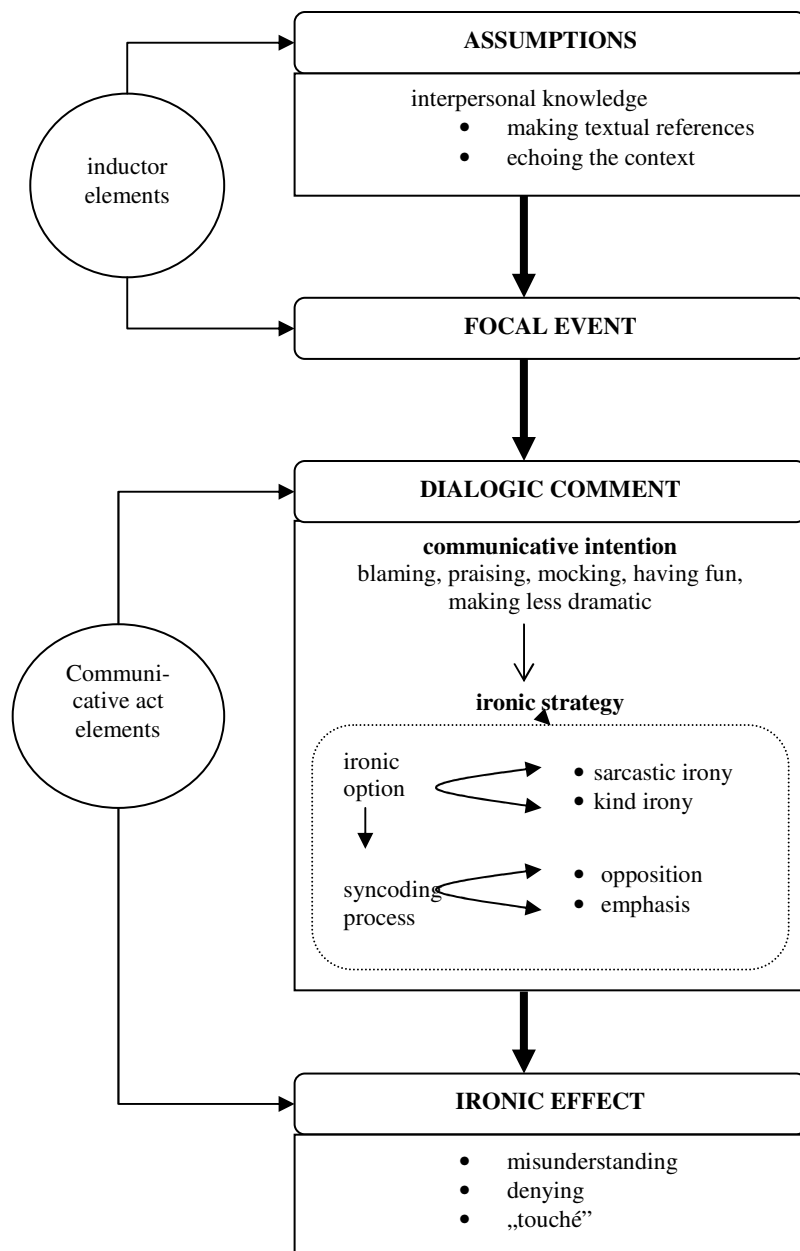 ASSUMPTIONS
interpersonal knowledge
• making textual references
• echoing the context
inductor
elements
FOCAL EVENT
DIALOGIC COMMENT
communicative intention
blaming, praising, mocking, having fun,
making less dramatic
Communi-
cative act
elements
ironic strategy
ironic
option
• sarcastic irony
• kind irony
syncoding
process
• opposition
• emphasis
IRONIC EFFECT
• misunderstanding
• denying
• „touché”